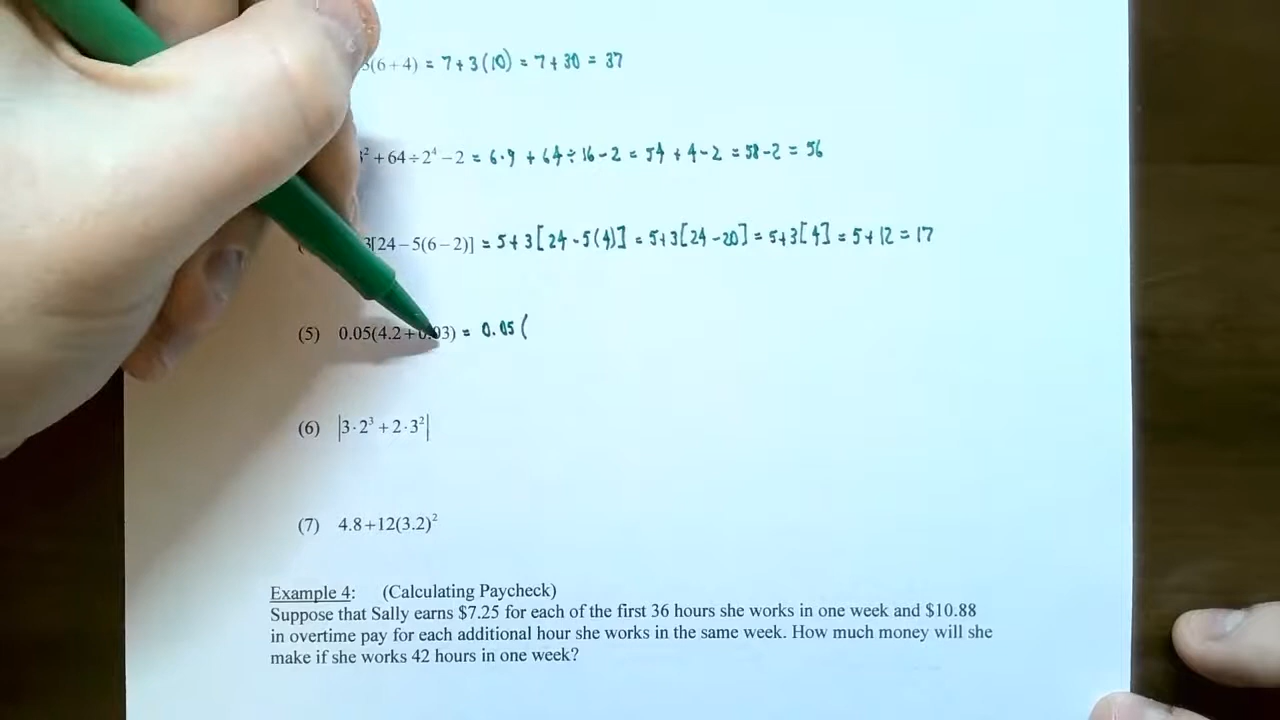 (6+4) = 7+3(10) = 7+30 = 37
² + 64 ÷ 2⁴ − 2 = 6·9 + 64÷16−2 = 54 + 4−2 = 58−2 = 56
3[24−5(6−2)] = 5+3[24−5(4)] = 5+3[24−20] = 5+3[4] = 5+12 = 17
(5) 0.05(4.2+0.03) = 0.05(
(6) |3·2³ + 2·3²|
(7) 4.8+12(3.2)²
Example 4: (Calculating Paycheck)
Suppose that Sally earns $7.25 for each of the first 36 hours she works in one week and $10.88
in overtime pay for each additional hour she works in the same week. How much money will she
make if she works 42 hours in one week?